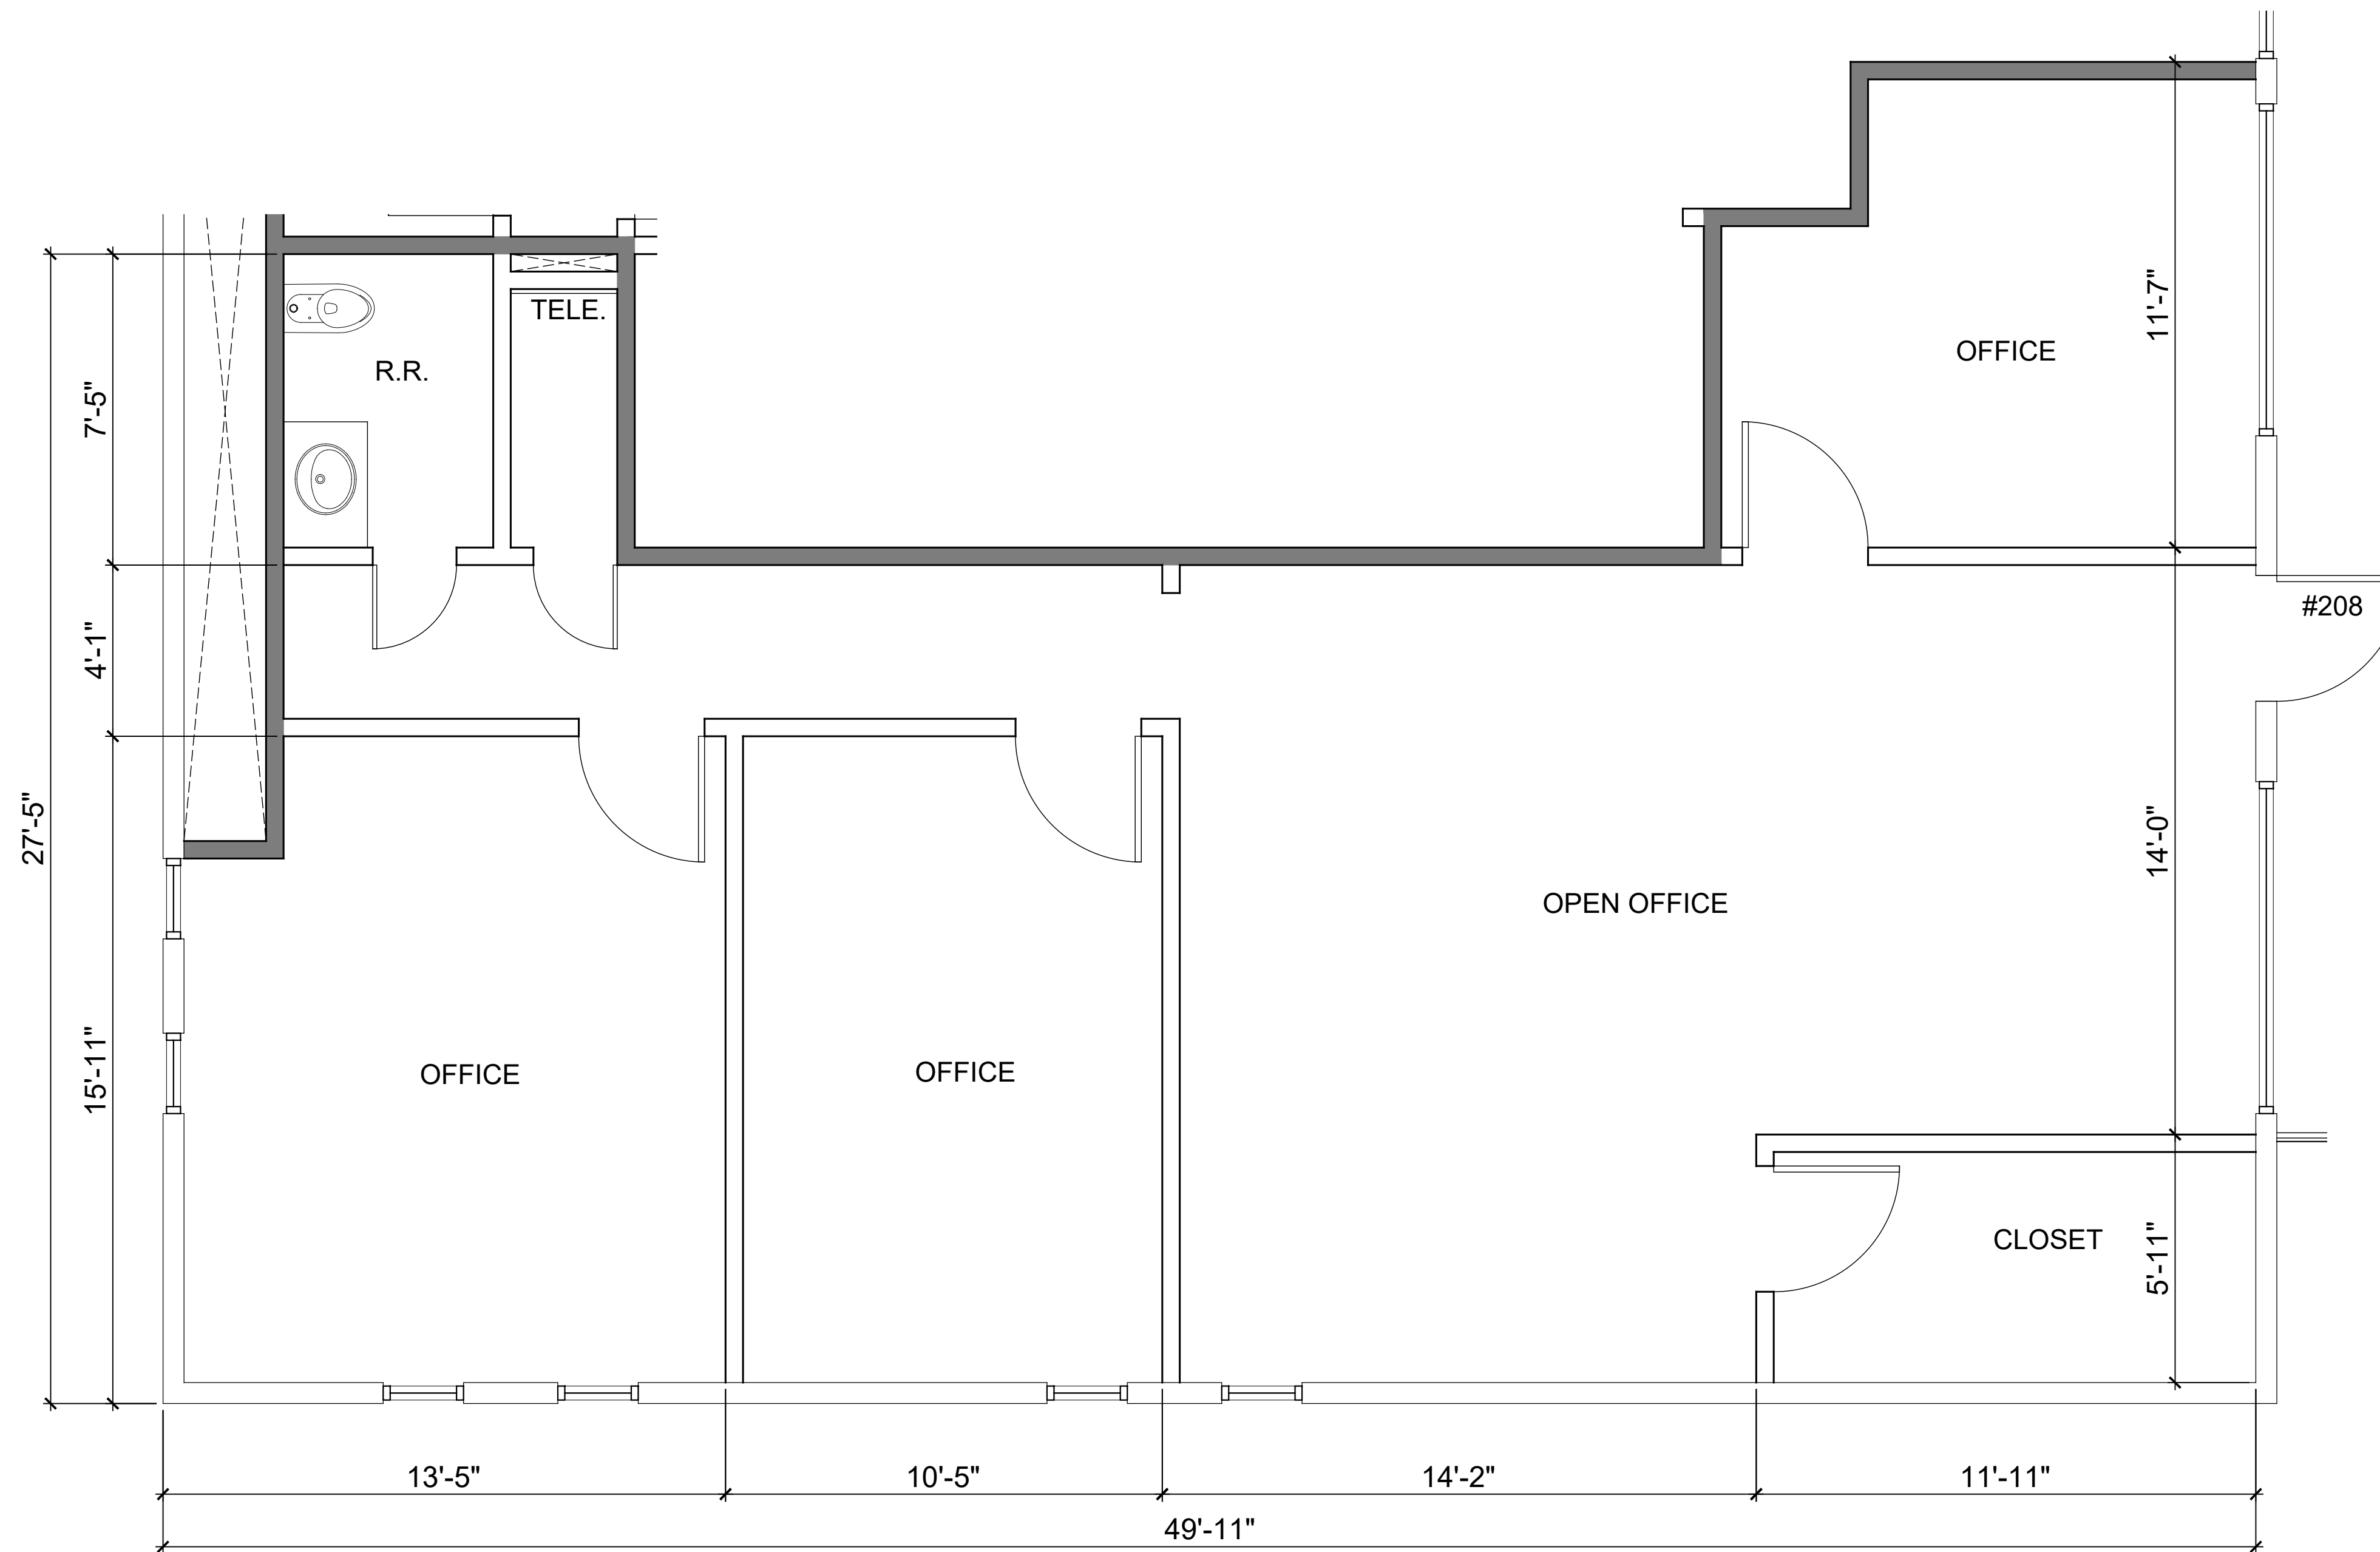 TELE.
R.R.
OFFICE
11'-7"
7'-5"
#208
4'-1"
27'-5"
14'-0"
OPEN OFFICE
15'-11"
OFFICE
OFFICE
CLOSET
5'-11"
13'-5"
10'-5"
14'-2"
11'-11"
49'-11"